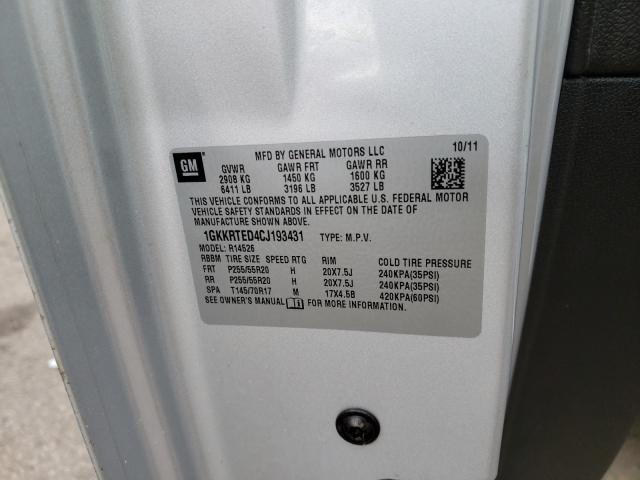 GM
MFD BY GENERAL MOTORS LLC 10/11
GVWR GAWR FRT GAWR RR
2908 KG 1450 KG 1600 KG
6411 LB 3196 LB 3527 LB
THIS VEHICLE CONFORMS TO ALL APPLICABLE U.S. FEDERAL MOTOR
VEHICLE SAFETY STANDARDS IN EFFECT ON THE DATE OF
MANUFACTURE SHOWN ABOVE.
1GKKRTED4CJ193431 TYPE: M.P.V.
MODEL: R14526
RBBM TIRE SIZE SPEED RTG RIM COLD TIRE PRESSURE
FRT P255/55R20 H 20X7.5J 240KPA(35PSI)
RR P255/55R20 H 20X7.5J 240KPA(35PSI)
SPA T145/70R17 M 17X4.5B 420KPA(60PSI)
SEE OWNER'S MANUAL FOR MORE INFORMATION.